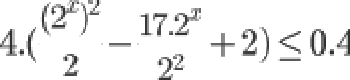 4.((2^x)^2/2 − 17.2^x/2^2 + 2) ≤ 0.4